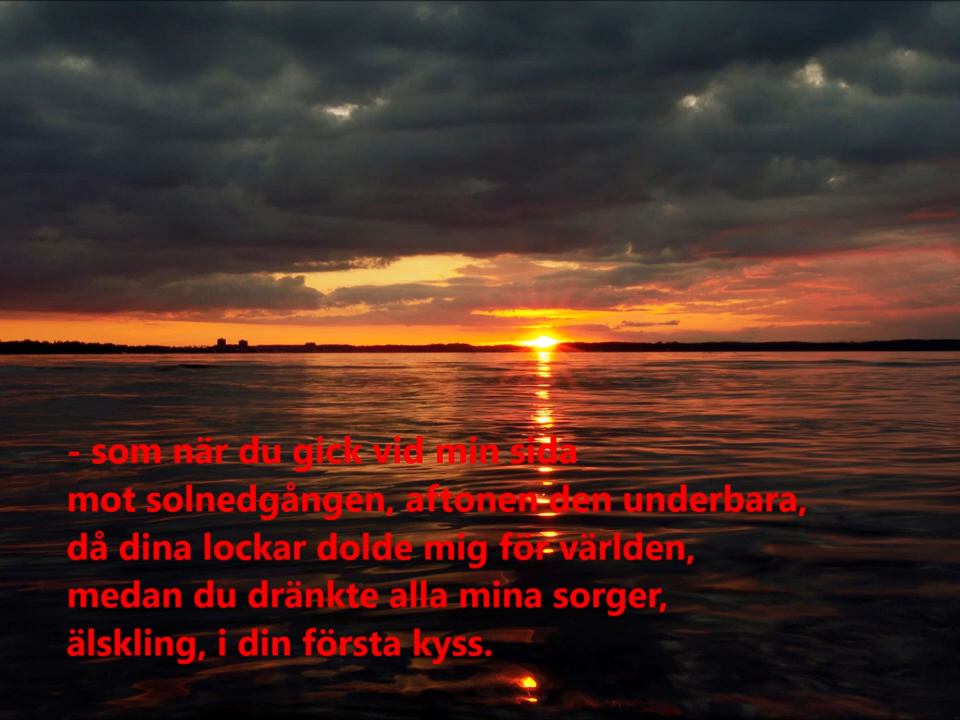 - som när du gick vid min sida
mot solnedgången, aftonen den underbara,
då dina lockar dolde mig för världen,
medan du dränkte alla mina sorger,
älskling, i din första kyss.